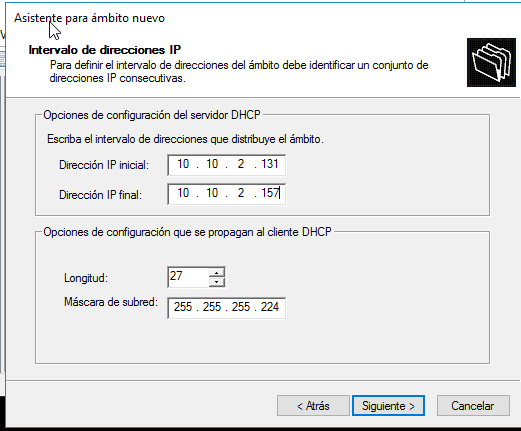 Asistente para ámbito nuevo
Intervalo de direcciones IP
Para definir el intervalo de direcciones del ámbito debe identificar un conjunto de
direcciones IP consecutivas.
Opciones de configuración del servidor DHCP
Escriba el intervalo de direcciones que distribuye el ámbito.
Dirección IP inicial: 10 . 10 . 2 . 131
Dirección IP final: 10 . 10 . 2 . 157
Opciones de configuración que se propagan al cliente DHCP
Longitud: 27
Máscara de subred: 255 . 255 . 255 . 224
< Atrás Siguiente > Cancelar